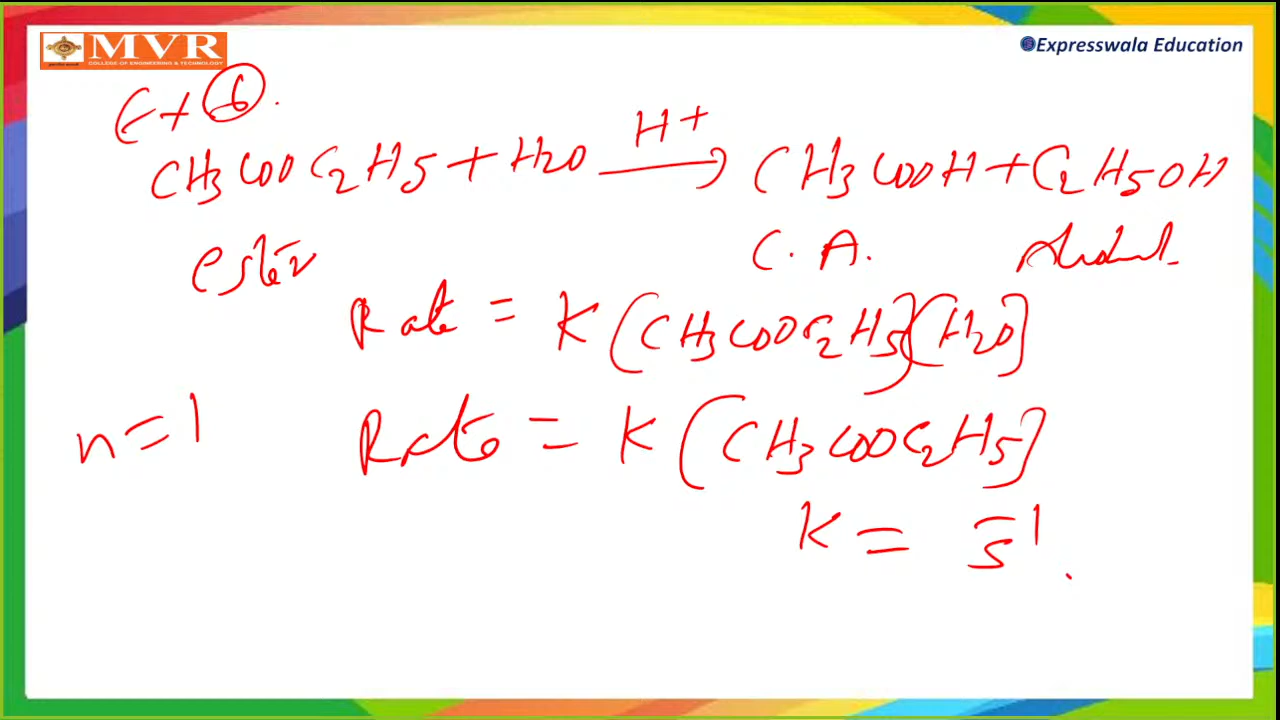 MVR
COLLEGE OF ENGINEERING & TECHNOLOGY
Expresswala Education
Ex 6.
CH3COOC2H5 + H2O H+ → CH3COOH + C2H5OH
ester C.A. Alcohol
Rate = K[CH3COOC2H5][H2O]
n=1 Rate = K[CH3COOC2H5]
K = s-1.